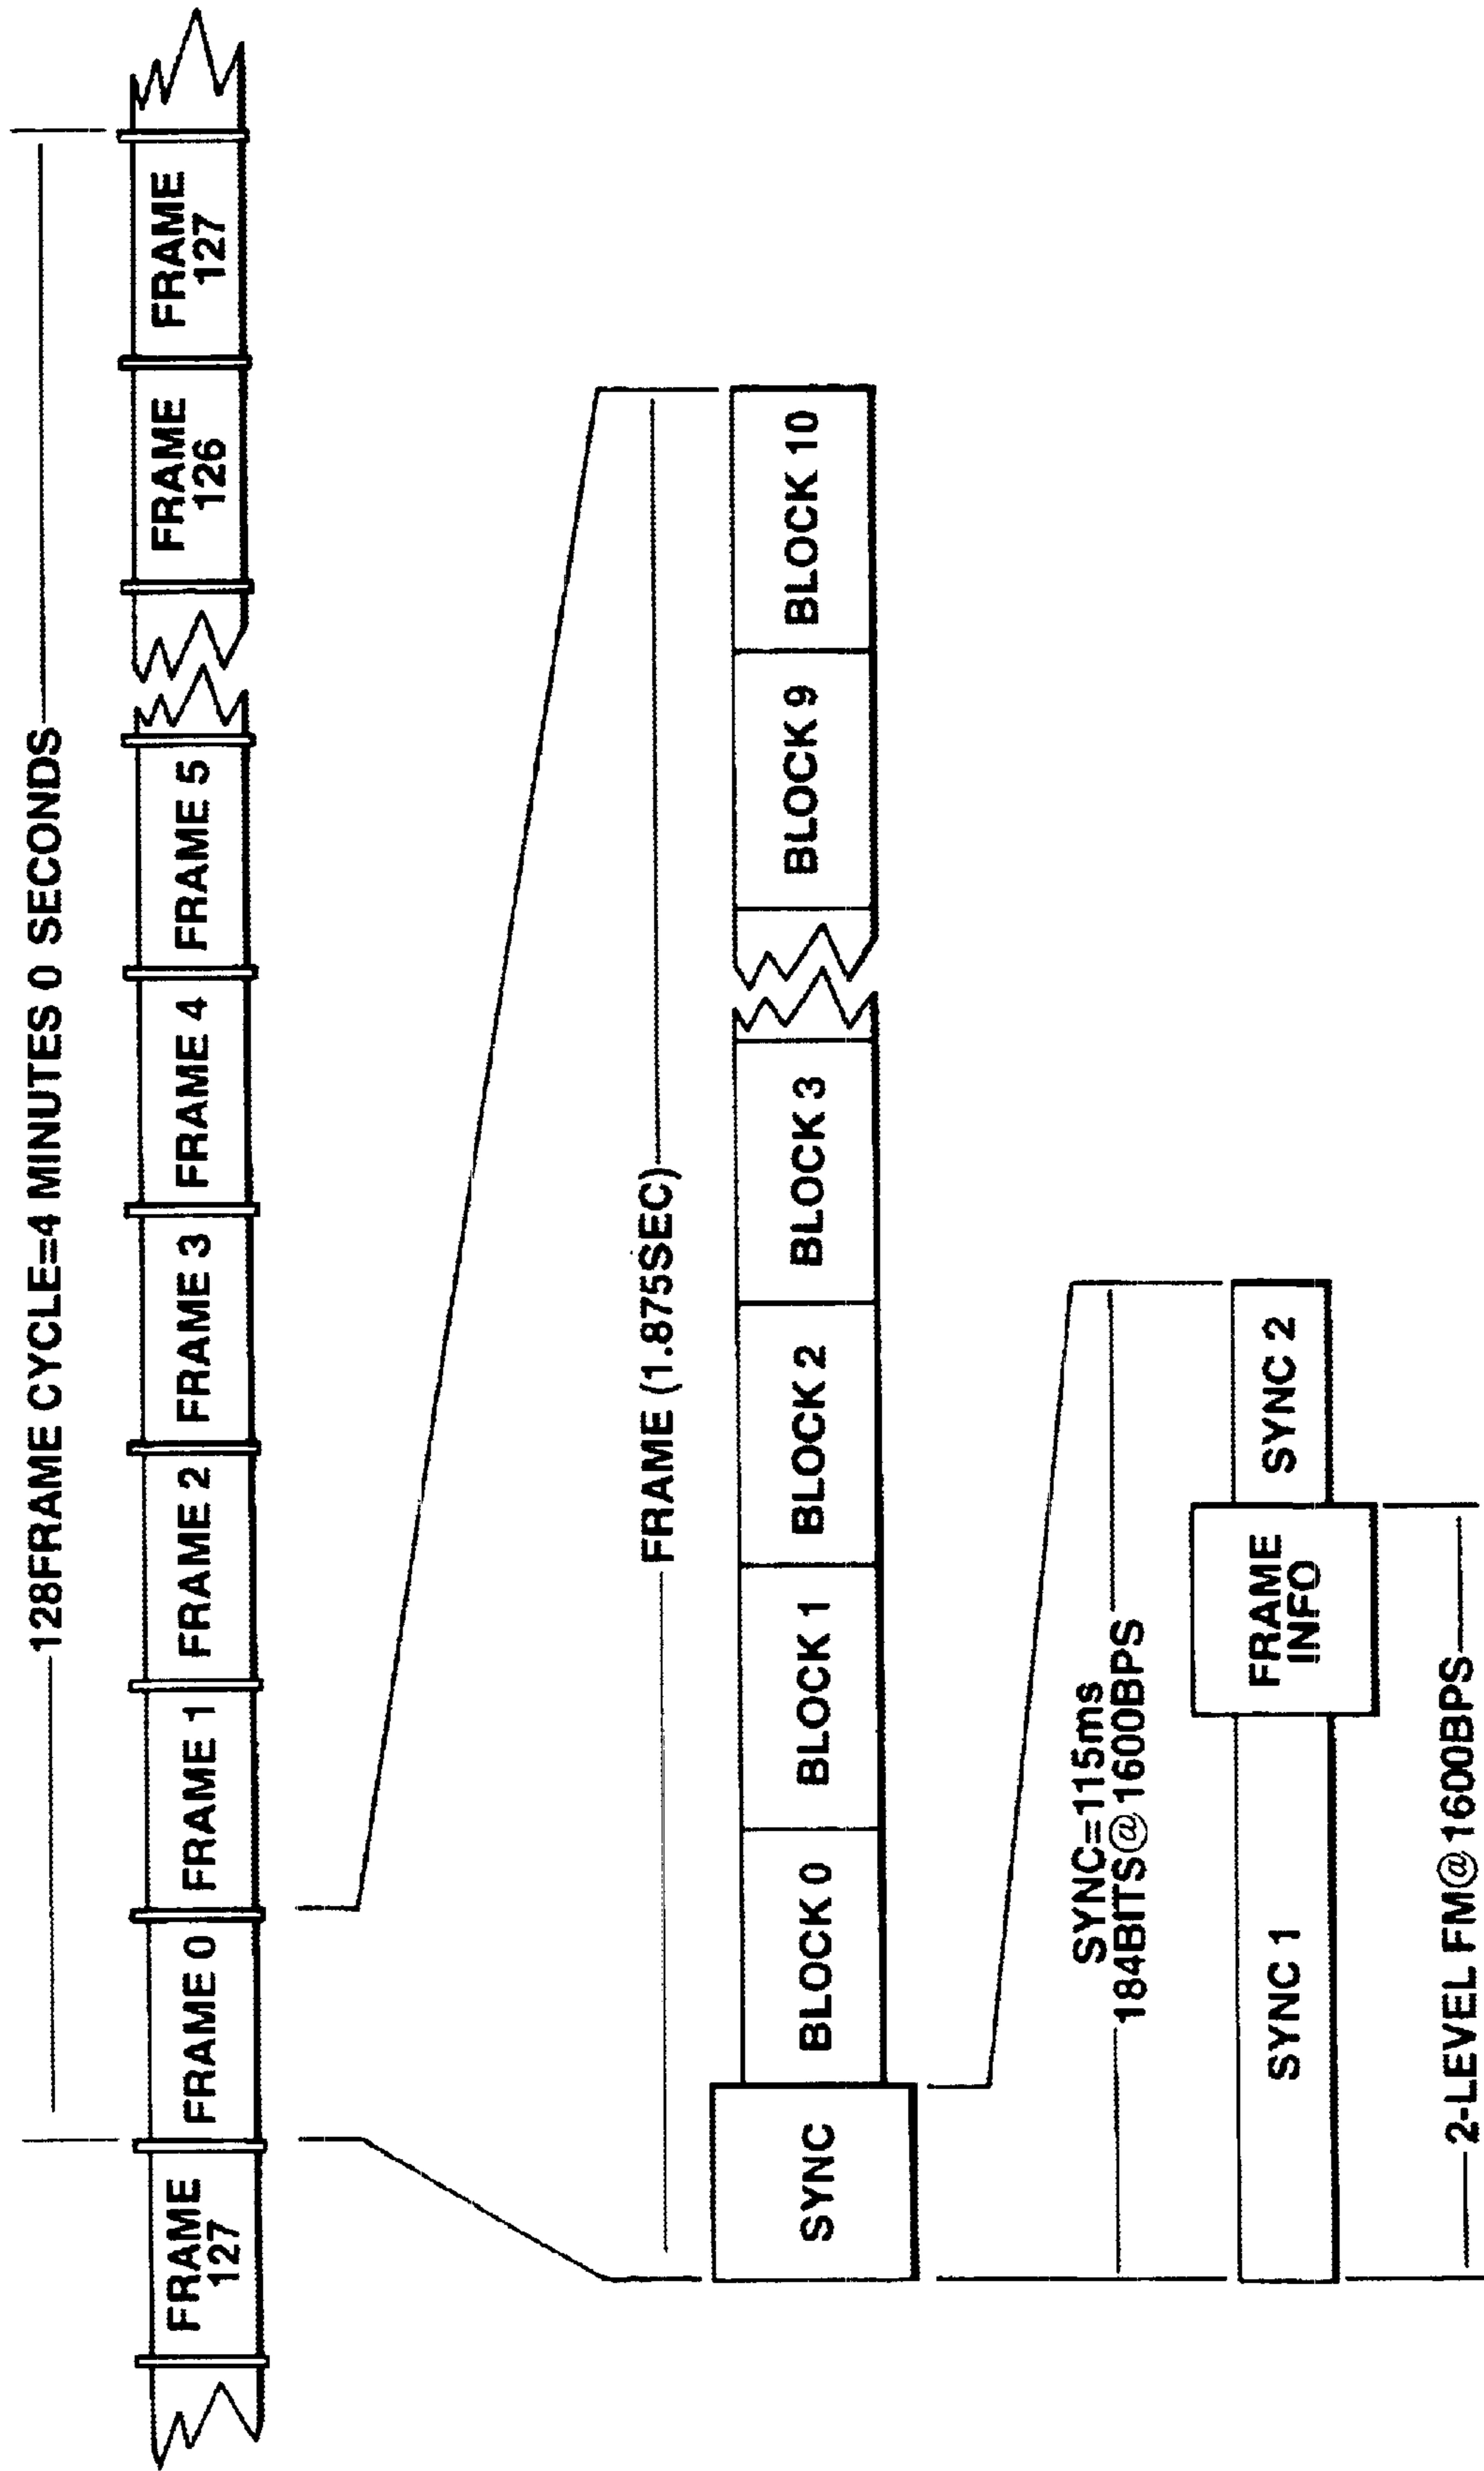 128FRAME CYCLE=4 MINUTES 0 SECONDS
FRAME
127
FRAME 0
FRAME 1
FRAME 2
FRAME 3
FRAME 4
FRAME 5
FRAME
126
FRAME
127
FRAME (1.875SEC)
SYNC
BLOCK 0
BLOCK 1
BLOCK 2
BLOCK 3
BLOCK 9
BLOCK 10
SYNC=115ms
184BITS@1600BPS
SYNC 1
FRAME
INFO
SYNC 2
2-LEVEL FM@1600BPS